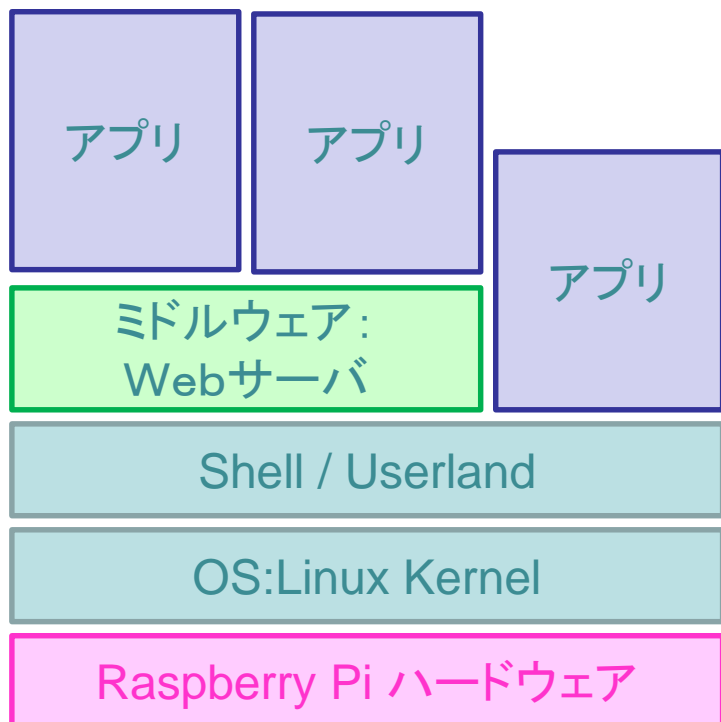 アプリ
アプリ
アプリ
ミドルウェア：
Webサーバ
Shell / Userland
OS:Linux Kernel
Raspberry Pi ハードウェア